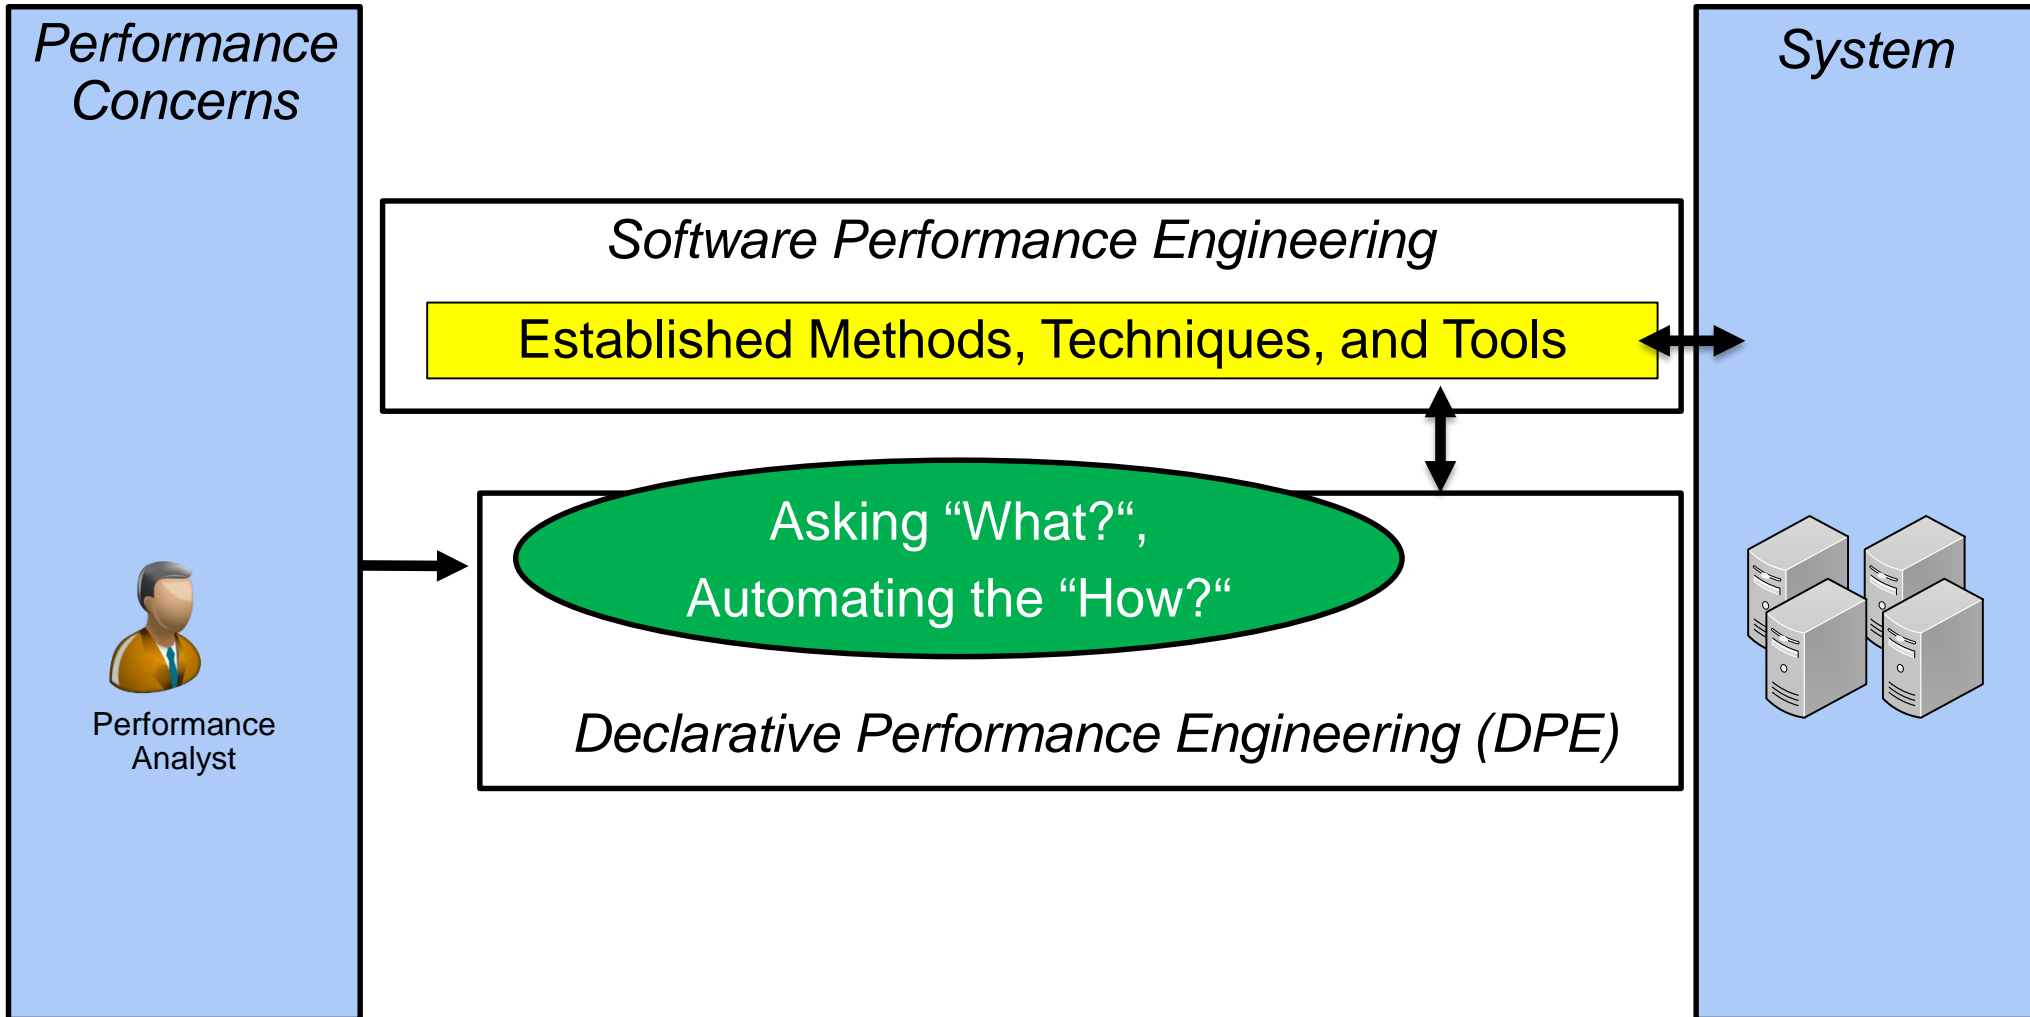 Performance
Concerns
System
Software Performance Engineering
Established Methods, Techniques, and Tools
Asking “What?“,
Automating the “How?“
Performance
Analyst
Declarative Performance Engineering (DPE)